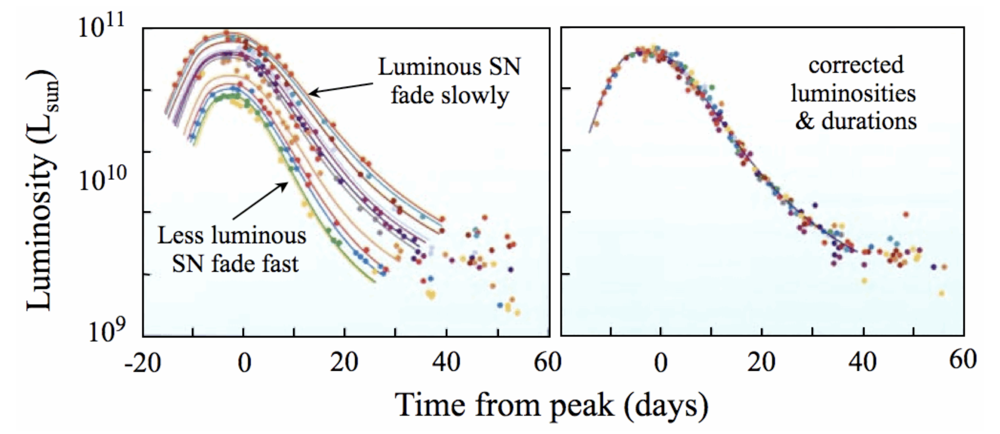 Luminosity (Lsun)
10^11
10^10
10^9
Luminous SN
fade slowly
Less luminous
SN fade fast
corrected
luminosities
& durations
-20 0 20 40 60 0 20 40 60
Time from peak (days)